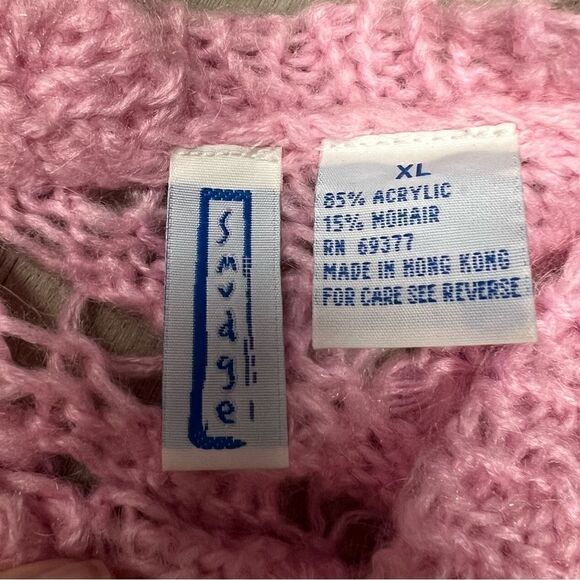 Smudge
XL
85% ACRYLIC
15% MOHAIR
RN 69377
MADE IN HONG KONG
FOR CARE SEE REVERSE